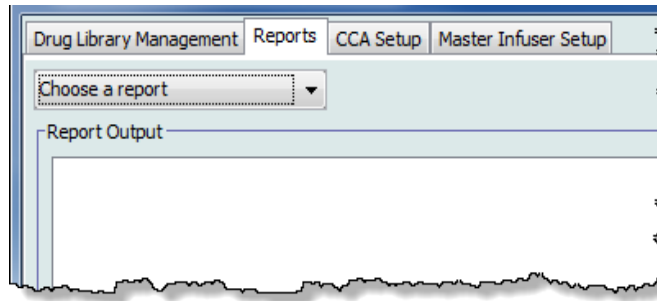 Drug Library Management Reports CCA Setup Master Infuser Setup
Choose a report
Report Output